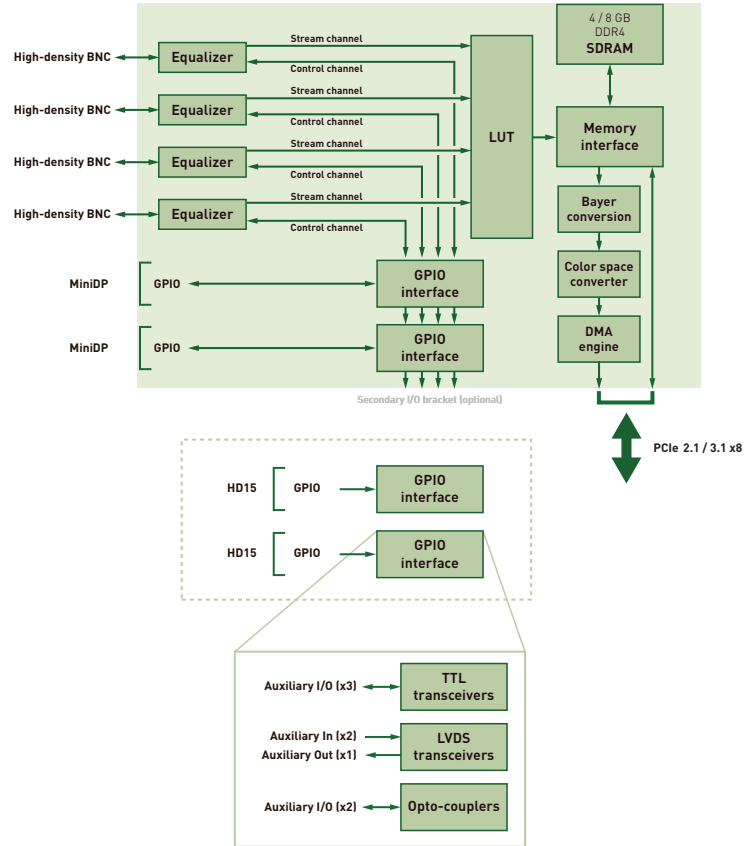 4 / 8 GB
DDR4
SDRAM
Stream channel
High-density BNC
Equalizer
Control channel
Stream channel
High-density BNC
Equalizer
Control channel
Stream channel
High-density BNC
Equalizer
Control channel
Stream channel
High-density BNC
Equalizer
Control channel
LUT
Memory
interface
Bayer
conversion
Color space
converter
DMA
engine
MiniDP
GPIO
GPIO
interface
MiniDP
GPIO
GPIO
interface
Secondary I/O bracket (optional)
PCIe 2.1 / 3.1 x8
HD15
GPIO
GPIO
interface
HD15
GPIO
GPIO
interface
Auxiliary I/O (x3)
TTL
transceivers
Auxiliary In (x2)
Auxiliary Out (x1)
LVDS
transceivers
Auxiliary I/O (x2)
Opto-couplers